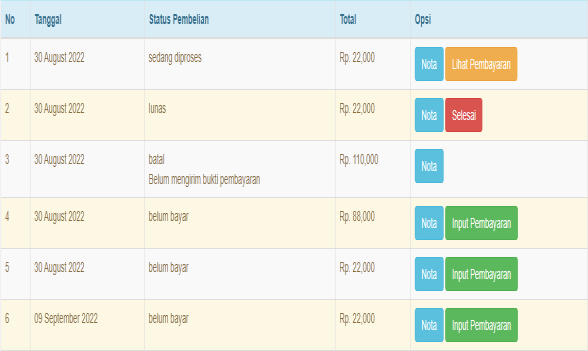 No Tanggal Status Pembelian Total Opsi
1 30 August 2022 sedang diproses Rp. 22,000 Nota Lihat Pembayaran
2 30 August 2022 lunas Rp. 22,000 Nota Selesai
3 30 August 2022 batal Rp. 110,000 Nota
Belum mengirim bukti pembayaran
4 30 August 2022 belum bayar Rp. 88,000 Nota Input Pembayaran
5 30 August 2022 belum bayar Rp. 22,000 Nota Input Pembayaran
6 09 September 2022 belum bayar Rp. 22,000 Nota Input Pembayaran